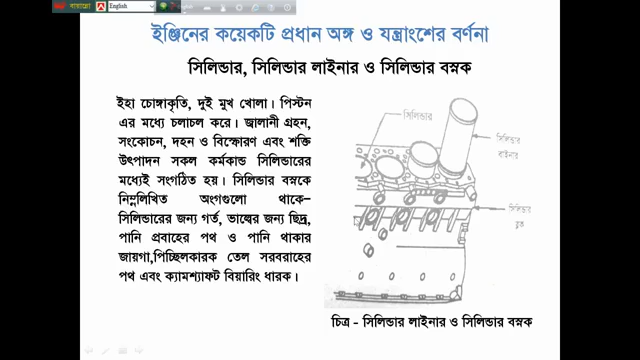 English
ইঞ্জিনের কয়েকটি প্রধান অঙ্গ ও যন্ত্রাংশের বর্ণনা
সিলিন্ডার, সিলিন্ডার লাইনার ও সিলিন্ডার বস্নক
ইহা চোঙ্গাকৃতি, দুই মুখ খোলা। পিস্টন
এর মধ্যে চলাচল করে। জ্বালানী গ্রহন,
সংকোচন, দহন ও বিস্ফোরণ এবং শক্তি
উৎপাদন সকল কর্মকান্ড সিলিন্ডারের
মধ্যেই সংগঠিত হয়। সিলিন্ডার বস্নকে
নিম্নলিখিত অংগগুলো থাকে–
সিলিন্ডারের জন্য গর্ত, ভাল্বের জন্য ছিদ্র,
পানি প্রবাহের পথ ও পানি থাকার
জায়গা,পিচ্ছিলকারক তেল সরবরাহের
পথ এবং ক্যামশ্যাফট বিয়ারিং ধারক।
সিলিন্ডার
সিলিন্ডার
লাইনার
সিলিন্ডার
ব্লক
চিত্র - সিলিন্ডার লাইনার ও সিলিন্ডার বস্নক